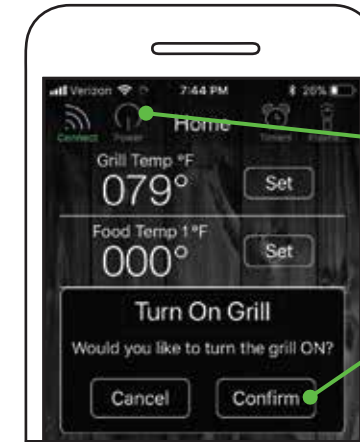 Verizon 7:44 PM 26%
Connect Power Home Timers
Grill Temp °F
079° Set
Food Temp 1°F
000° Set
Turn On Grill
Would you like to turn the grill ON?
Cancel Confirm